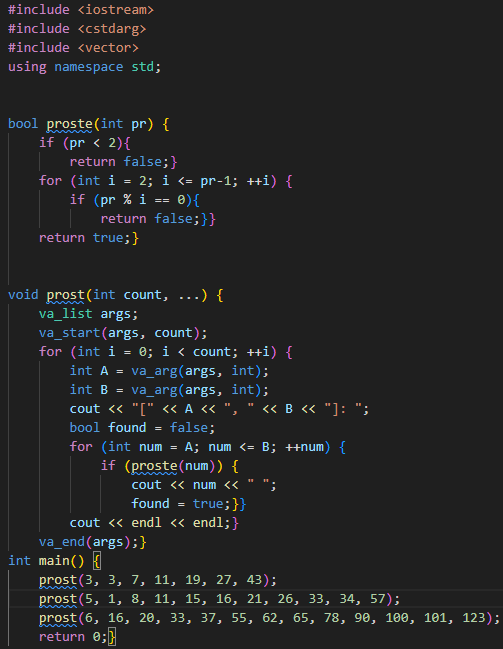 #include <iostream>
#include <cstdarg>
#include <vector>
using namespace std;
bool proste(int pr) {
    if (pr < 2){
        return false;}
    for (int i = 2; i <= pr-1; ++i) {
        if (pr % i == 0){
            return false;}}
    return true;}
void prost(int count, ...) {
    va_list args;
    va_start(args, count);
    for (int i = 0; i < count; ++i) {
        int A = va_arg(args, int);
        int B = va_arg(args, int);
        cout << "[" << A << ", " << B << "]: ";
        bool found = false;
        for (int num = A; num <= B; ++num) {
            if (proste(num)) {
                cout << num << " ";
                found = true;}}
        cout << endl << endl;}
    va_end(args);}
int main() {
    prost(3, 3, 7, 11, 19, 27, 43);
    prost(5, 1, 8, 11, 15, 16, 21, 26, 33, 34, 57);
    prost(6, 16, 20, 33, 37, 55, 62, 65, 78, 90, 100, 101, 123);
    return 0;}